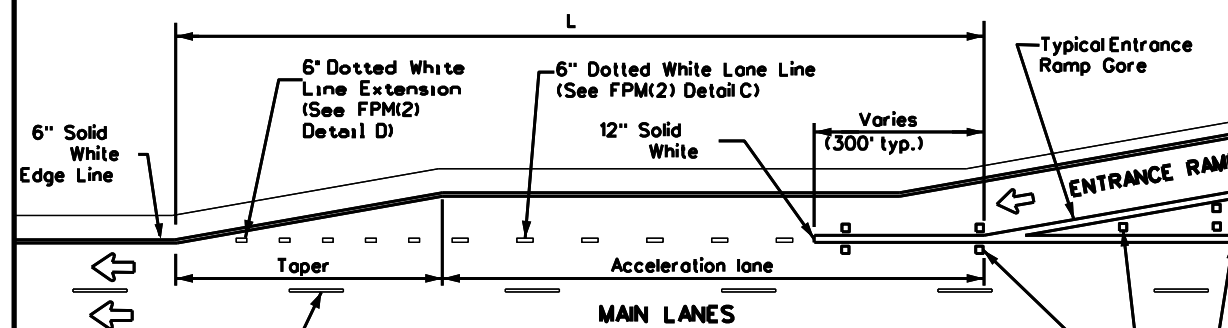 L
6" Dotted White
Line Extension
(See FPM(2)
Detail D)
6" Dotted White Lane Line
(See FPM(2) Detail C)
Typical Entrance
Ramp Gore
6" Solid
White
Edge Line
12" Solid
White
Varies
(300' typ.)
ENTRANCE RAM
Taper
Acceleration lane
MAIN LANES